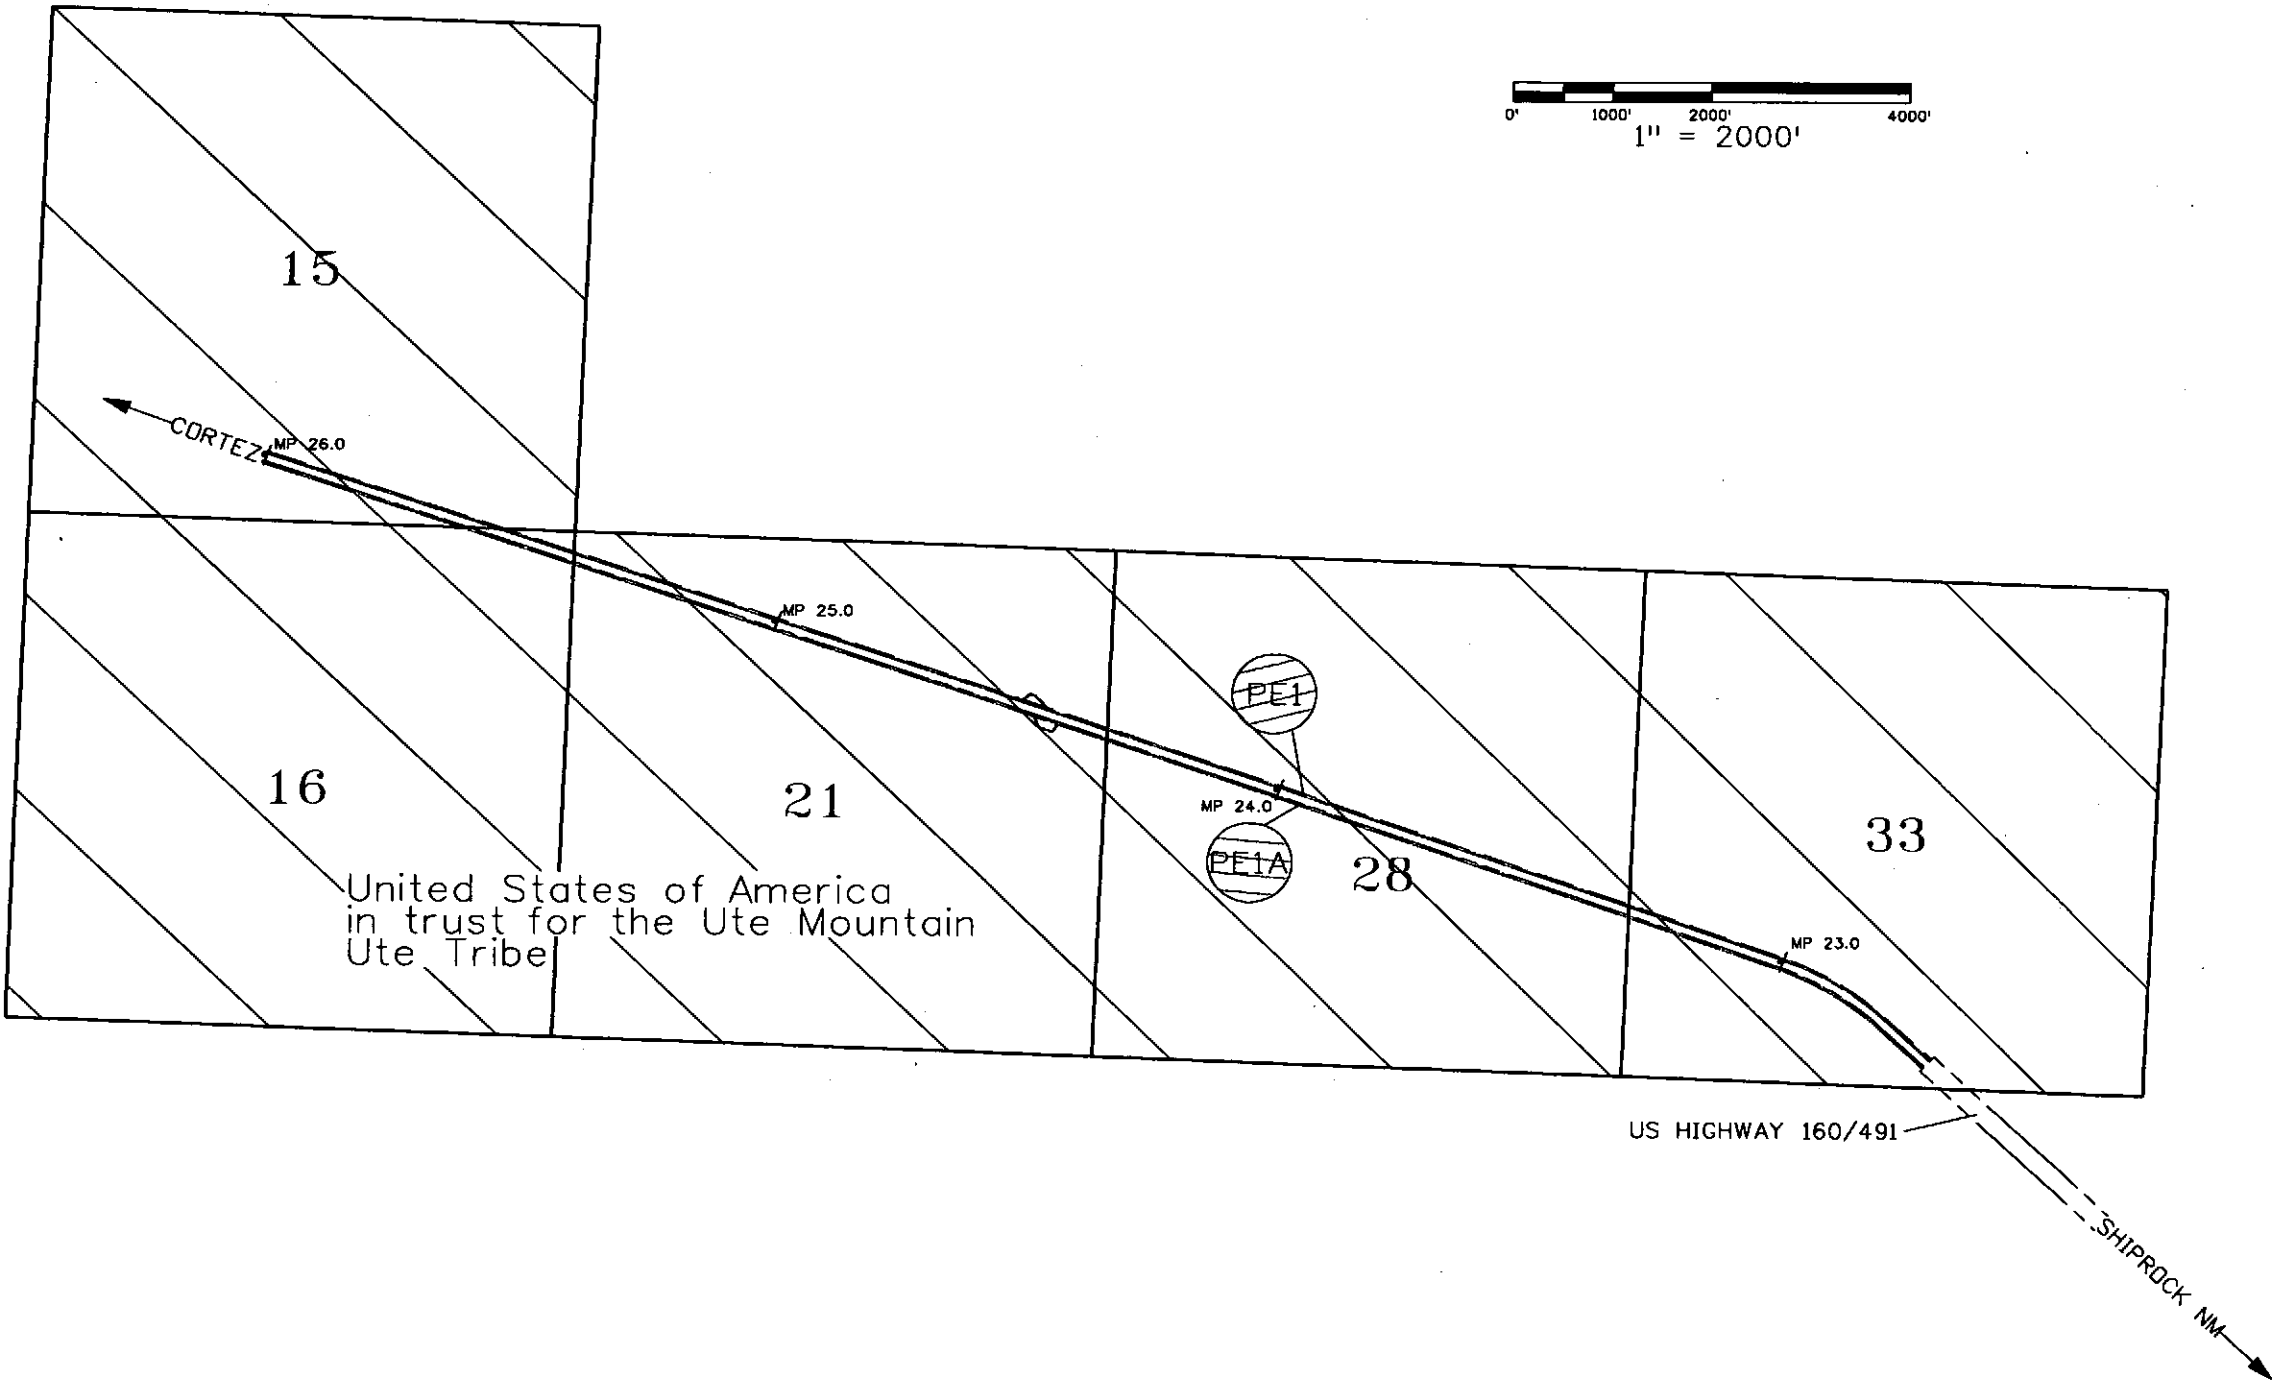 0' 1000' 2000' 4000'
1" = 2000'
15
CORTEZ
MP 26.0
MP 25.0
PE1
MP 24.0
PE1A
16
21
28
33
United States of America
in trust for the Ute Mountain
Ute Tribe
MP 23.0
US HIGHWAY 160/491
SHIPROCK NM